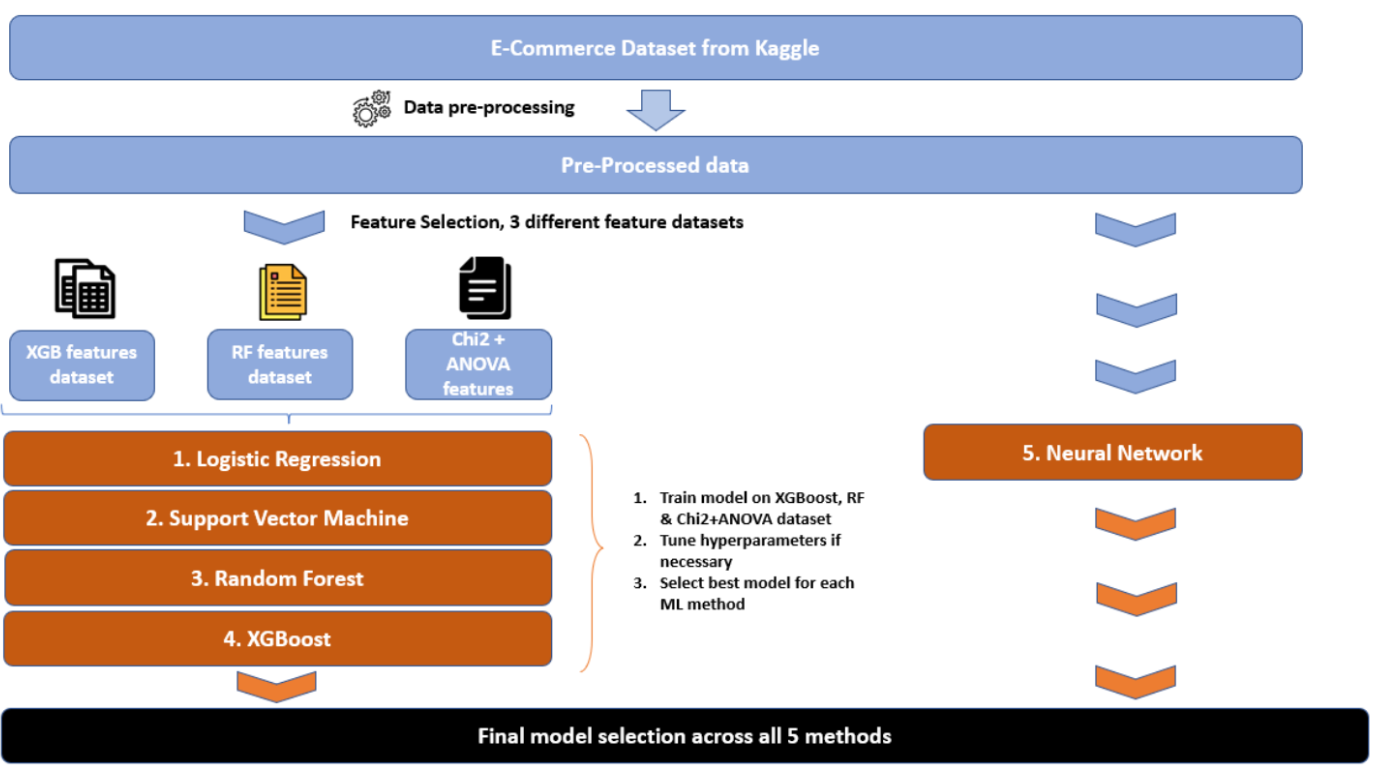 E-Commerce Dataset from Kaggle
Data pre-processing
Pre-Processed data
Feature Selection, 3 different feature datasets
XGB features
dataset
RF features
dataset
Chi2 +
ANOVA
features
1. Logistic Regression
2. Support Vector Machine
3. Random Forest
4. XGBoost
1. Train model on XGBoost, RF
& Chi2+ANOVA dataset
2. Tune hyperparameters if
necessary
3. Select best model for each
ML method
5. Neural Network
Final model selection across all 5 methods